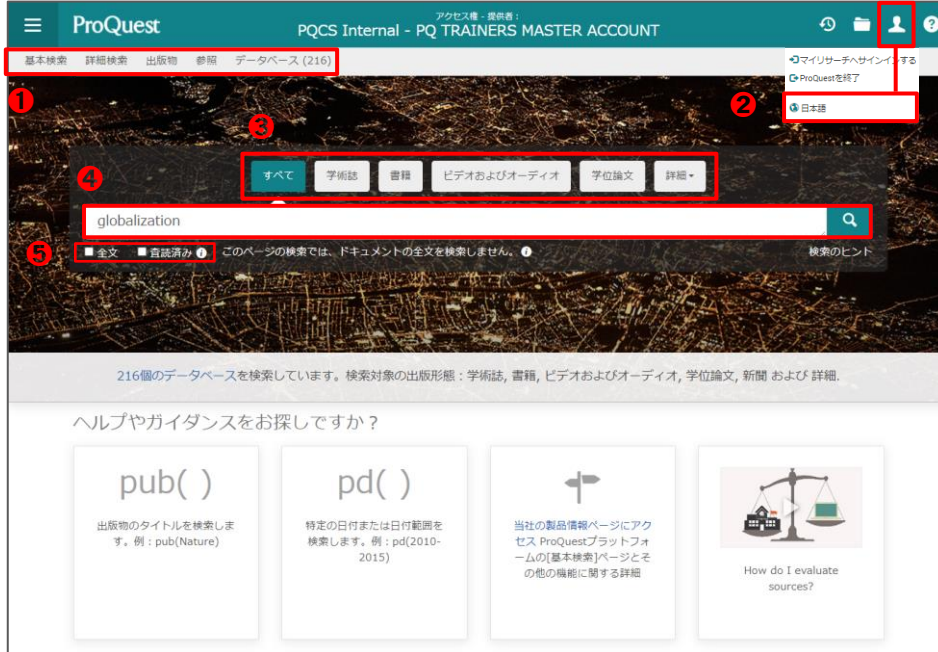 ProQuest
アクセス権 - 提供者 :
PQCS Internal - PQ TRAINERS MASTER ACCOUNT
?
基本検索 詳細検索 出版物 参照 データベース (216)
マイリサーチへサインインする
ProQuestを終了
日本語
❶
❷
❸
すべて 学術誌 書籍 ビデオおよびオーディオ 学位論文 詳細
❹
globalization
❺
全文 査読済み このページの検索では、ドキュメントの全文を検索しません。 検索のヒント
216個のデータベースを検索しています。検索対象の出版形態 : 学術誌, 書籍, ビデオおよびオーディオ, 学位論文, 新聞 および 詳細.
ヘルプやガイダンスをお探しですか ?
pub( )
出版物のタイトルを検索しま
す。例 : pub(Nature)
pd( )
特定の日付または日付範囲を
検索します。例 : pd(2010-
2015)
当社の製品情報ページにアク
セス ProQuestプラットフォ
ームの[基本検索]ページとそ
の他の機能に関する詳細
How do I evaluate
sources?